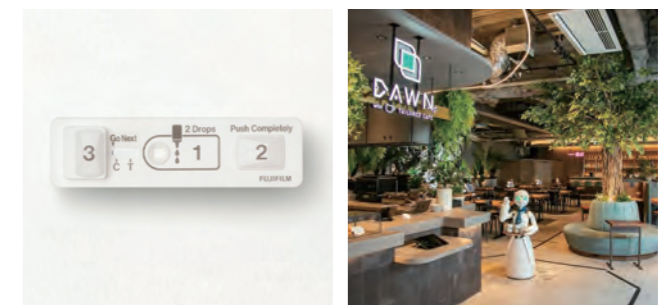 3
Go Next
C T
2 Drops
1
Push Completely
2
FUJIFILM
DAWN